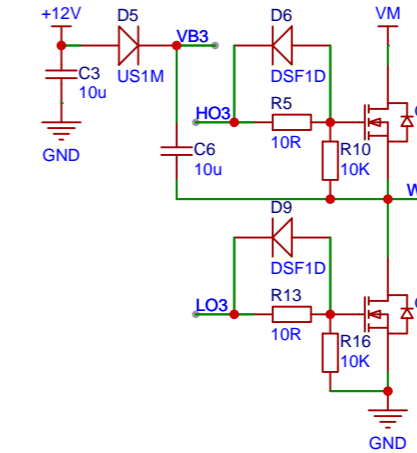 +12V
D5
VB3
D6
VM
C3
10u
US1M
DSF1D
HO3
R5
10R
R10
10K
GND
C6
10u
W
D9
DSF1D
LO3
R13
10R
R16
10K
GND